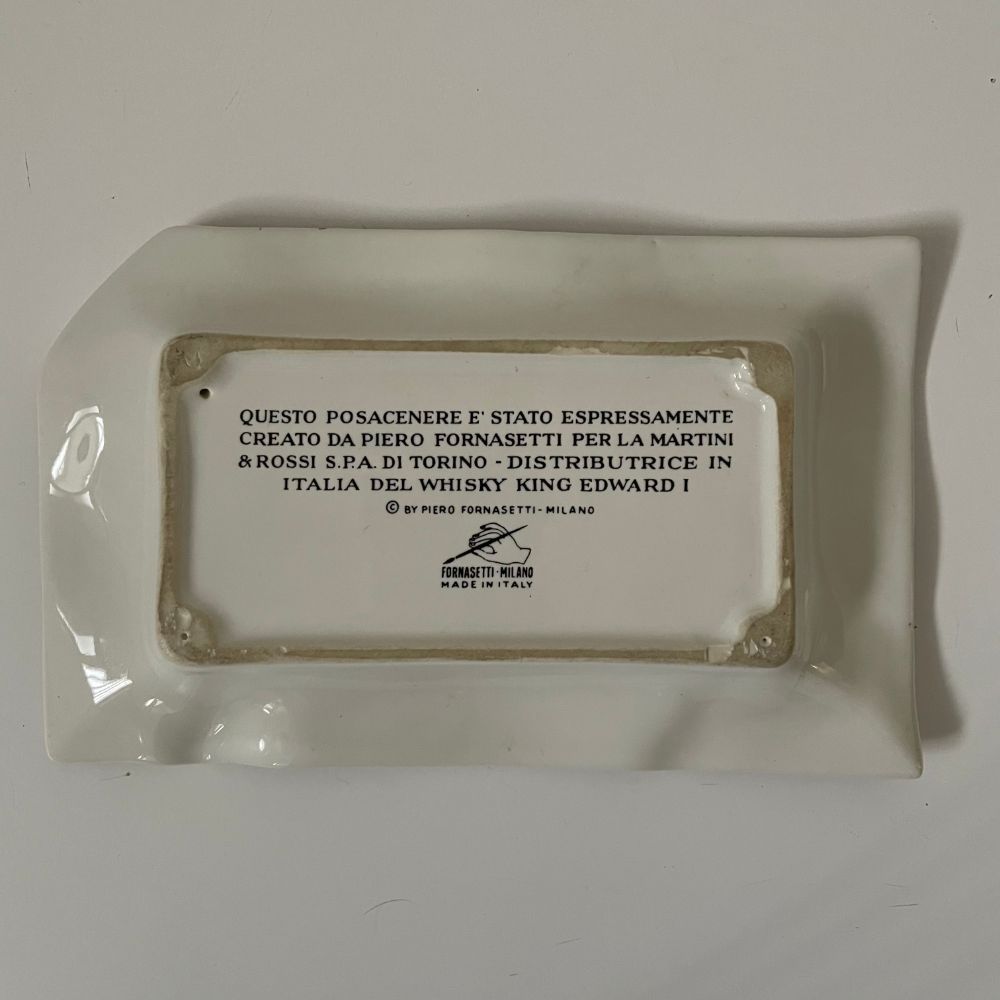 QUESTO POSACENERE E' STATO ESPRESSAMENTE
CREATO DA PIERO FORNASETTI PER LA MARTINI
& ROSSI S.P.A. DI TORINO - DISTRIBUTRICE IN
ITALIA DEL WHISKY KING EDWARD I
© BY PIERO FORNASETTI - MILANO
FORNASETTI · MILANO
MADE IN ITALY